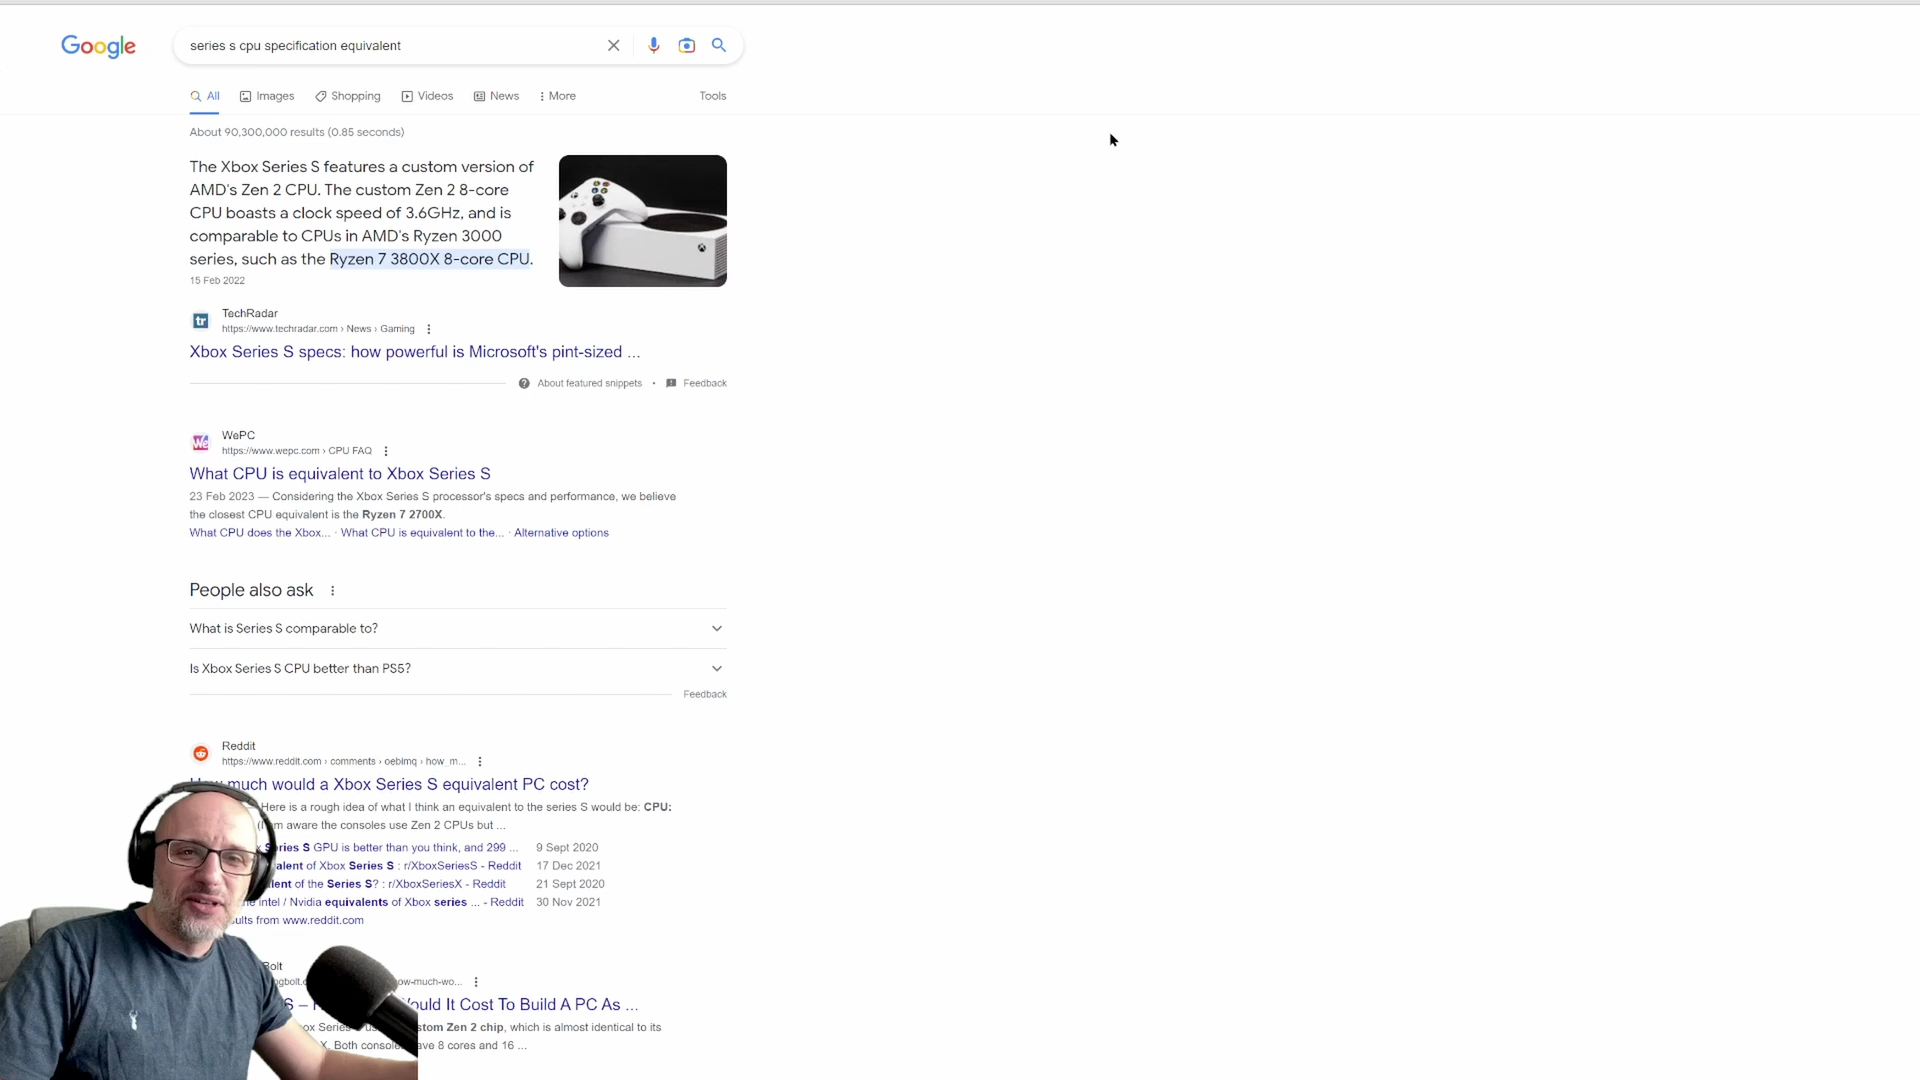 Google
series s cpu specification equivalent
All Images Shopping Videos News More Tools
About 90,300,000 results (0.85 seconds)
The Xbox Series S features a custom version of
AMD's Zen 2 CPU. The custom Zen 2 8-core
CPU boasts a clock speed of 3.6GHz, and is
comparable to CPUs in AMD's Ryzen 3000
series, such as the Ryzen 7 3800X 8-core CPU.
15 Feb 2022
tr
TechRadar
https://www.techradar.com › News › Gaming
Xbox Series S specs: how powerful is Microsoft's pint-sized ...
About featured snippets • Feedback
We
WePC
https://www.wepc.com › CPU FAQ
What CPU is equivalent to Xbox Series S
23 Feb 2023 — Considering the Xbox Series S processor's specs and performance, we believe
the closest CPU equivalent is the Ryzen 7 2700X.
What CPU does the Xbox... · What CPU is equivalent to the... · Alternative options
People also ask
What is Series S comparable to?
Is Xbox Series S CPU better than PS5?
Feedback
Reddit
https://www.reddit.com › comments › oebimq › how_m...
much would a Xbox Series S equivalent PC cost?
Here is a rough idea of what I think an equivalent to the series S would be: CPU:
aware the consoles use Zen 2 CPUs but ...
S GPU is better than you think, and 299 ... 9 Sept 2020
of Xbox Series S : r/XboxSeriesS - Reddit 17 Dec 2021
of the Series S? : r/XboxSeriesX - Reddit 21 Sept 2020
intel / Nvidia equivalents of Xbox series ... - Reddit 30 Nov 2021
from www.reddit.com
S – Would It Cost To Build A PC As ...
Zen 2 chip, which is almost identical to its
X. Both 8 cores and 16 ...